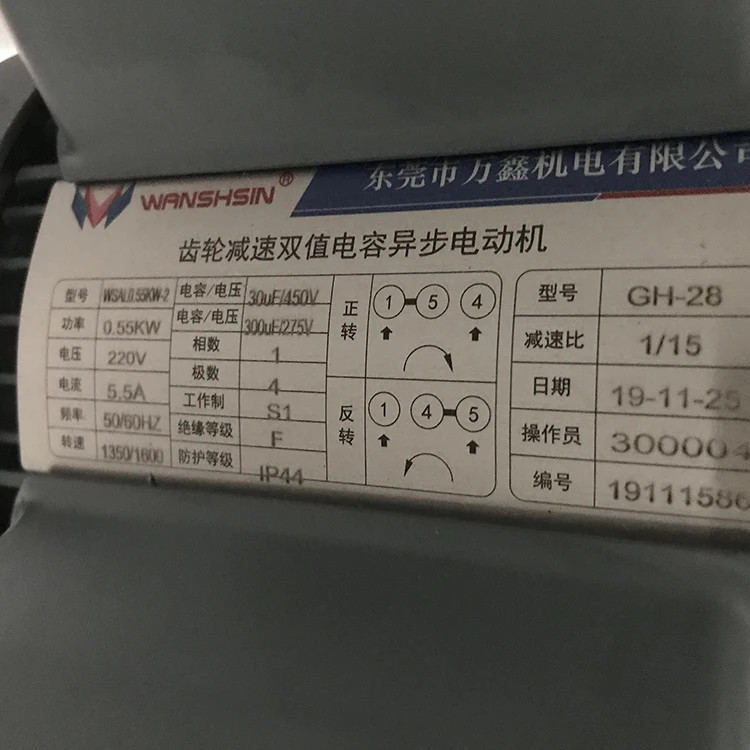 WANSHSIN ® 东莞市万鑫机电有限公司
齿轮减速双值电容异步电动机
型号 WSAL0.55KW-2 电容/电压 30uF/450V
功率 0.55KW 电容/电压 300uF/275V
电压 220V 相数 1
电流 5.5A 极数 4
频率 50/60HZ 工作制 S1
转速 1350/1600 绝缘等级 F
防护等级 IP44
正转 1 5 4
反转 1 4 5
型号 GH-28
减速比 1/15
日期 19-11-25
操作员 300004
编号 19111586